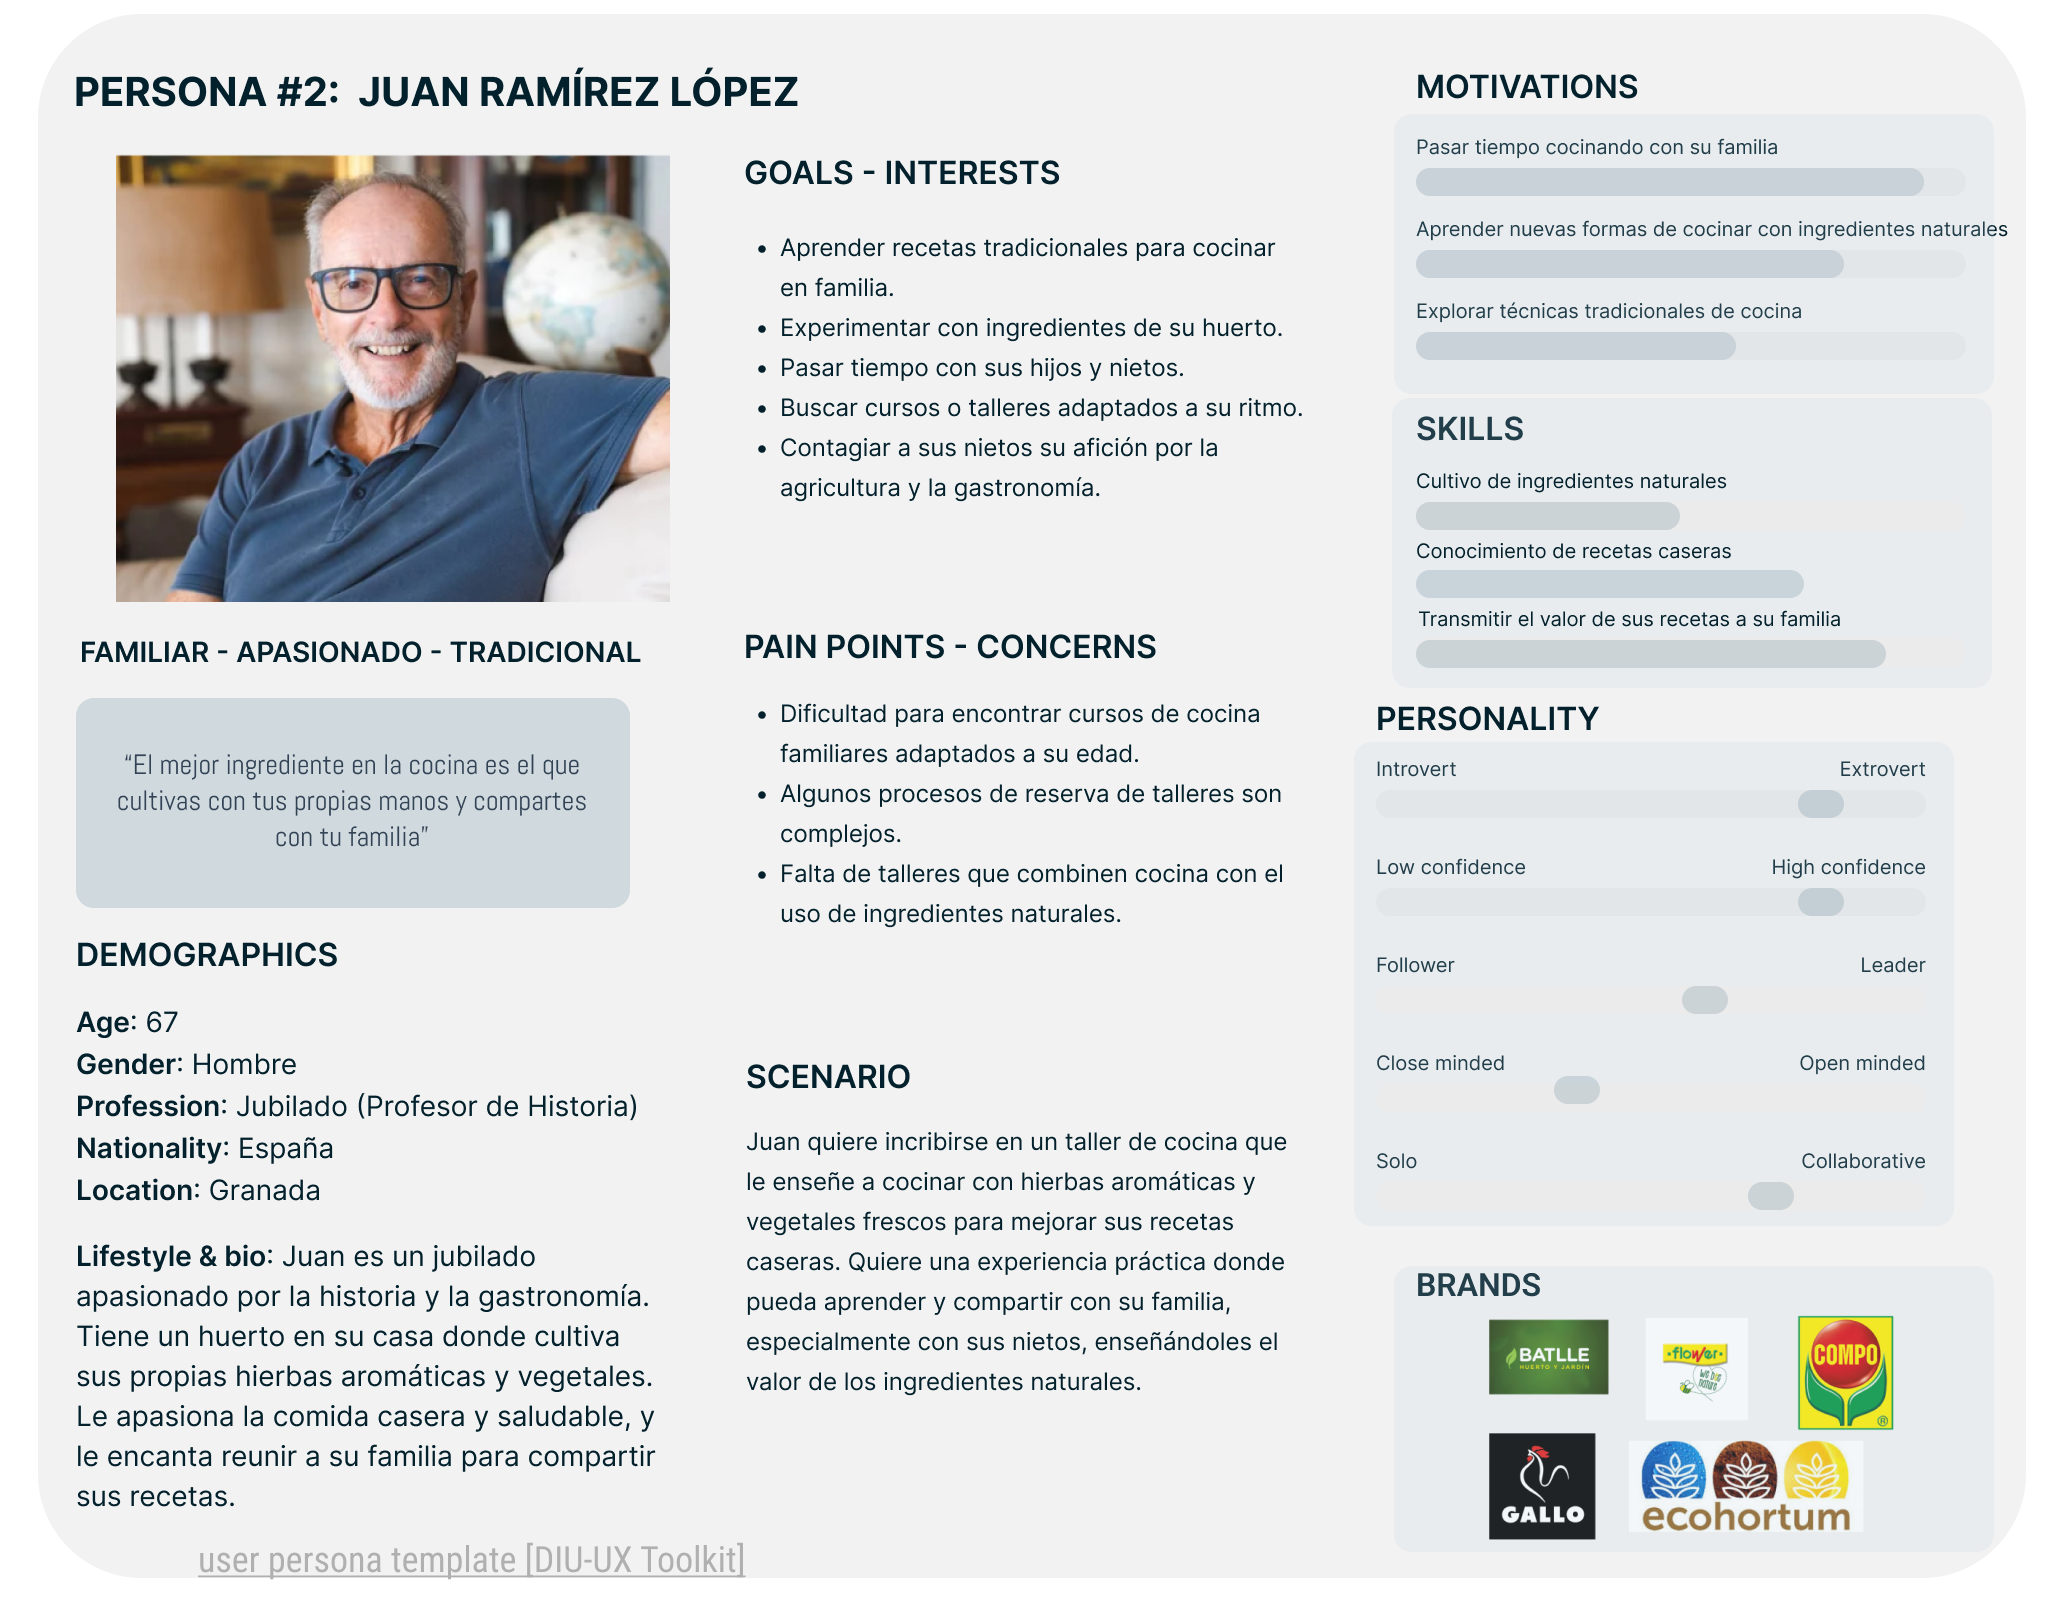 PERSONA #2: JUAN RAMÍREZ LÓPEZ
FAMILIAR - APASIONADO - TRADICIONAL
“El mejor ingrediente en la cocina es el que
cultivas con tus propias manos y compartes
con tu familia”
DEMOGRAPHICS
Age: 67
Gender: Hombre
Profession: Jubilado (Profesor de Historia)
Nationality: España
Location: Granada
Lifestyle & bio: Juan es un jubilado
apasionado por la historia y la gastronomía.
Tiene un huerto en su casa donde cultiva
sus propias hierbas aromáticas y vegetales.
Le apasiona la comida casera y saludable, y
le encanta reunir a su familia para compartir
sus recetas.
user persona template [DIU-UX Toolkit]
GOALS - INTERESTS
• Aprender recetas tradicionales para cocinar
en familia.
• Experimentar con ingredientes de su huerto.
• Pasar tiempo con sus hijos y nietos.
• Buscar cursos o talleres adaptados a su ritmo.
• Contagiar a sus nietos su afición por la
agricultura y la gastronomía.
PAIN POINTS - CONCERNS
• Dificultad para encontrar cursos de cocina
familiares adaptados a su edad.
• Algunos procesos de reserva de talleres son
complejos.
• Falta de talleres que combinen cocina con el
uso de ingredientes naturales.
SCENARIO
Juan quiere incribirse en un taller de cocina que
le enseñe a cocinar con hierbas aromáticas y
vegetales frescos para mejorar sus recetas
caseras. Quiere una experiencia práctica donde
pueda aprender y compartir con su familia,
especialmente con sus nietos, enseñándoles el
valor de los ingredientes naturales.
MOTIVATIONS
Pasar tiempo cocinando con su familia
Aprender nuevas formas de cocinar con ingredientes naturales
Explorar técnicas tradicionales de cocina
SKILLS
Cultivo de ingredientes naturales
Conocimiento de recetas caseras
Transmitir el valor de sus recetas a su familia
PERSONALITY
Introvert Extrovert
Low confidence High confidence
Follower Leader
Close minded Open minded
Solo Collaborative
BRANDS
BATLLE
HUERTO Y JARDÍN
·flower·
we bee
nature
COMPO
®
GALLO
ecohortum